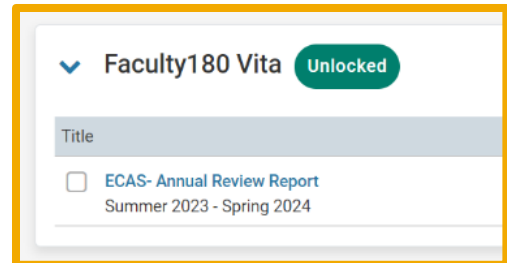 Faculty180 Vita Unlocked
Title
ECAS- Annual Review Report
Summer 2023 - Spring 2024